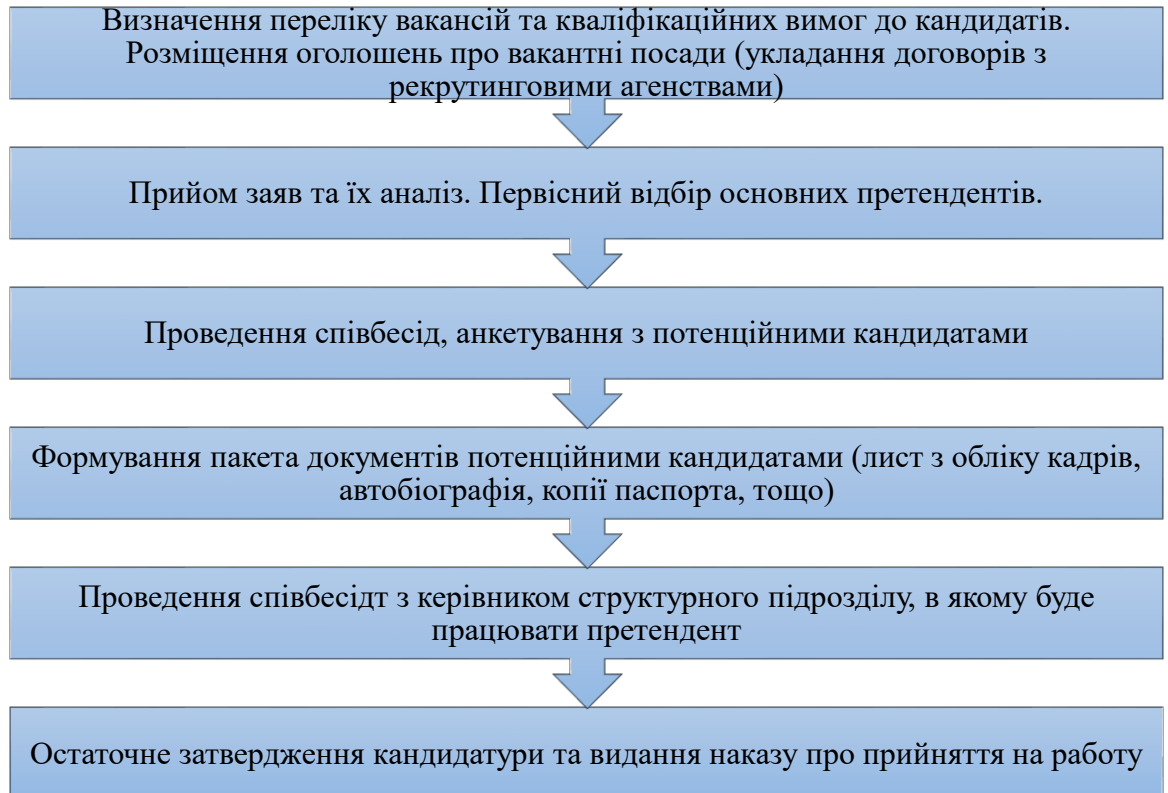 Визначення переліку вакансій та кваліфікаційних вимог до кандидатів.
Розміщення оголошень про вакантні посади (укладання договорів з
рекрутинговими агенствами)
Прийом заяв та їх аналіз. Первісний відбір основних претендентів.
Проведення співбесід, анкетування з потенційними кандидатами
Формування пакета документів потенційними кандидатами (лист з обліку кадрів,
автобіографія, копії паспорта, тощо)
Проведення співбесідт з керівником структурного підрозділу, в якому буде
працювати претендент
Остаточне затвердження кандидатури та видання наказу про прийняття на работу